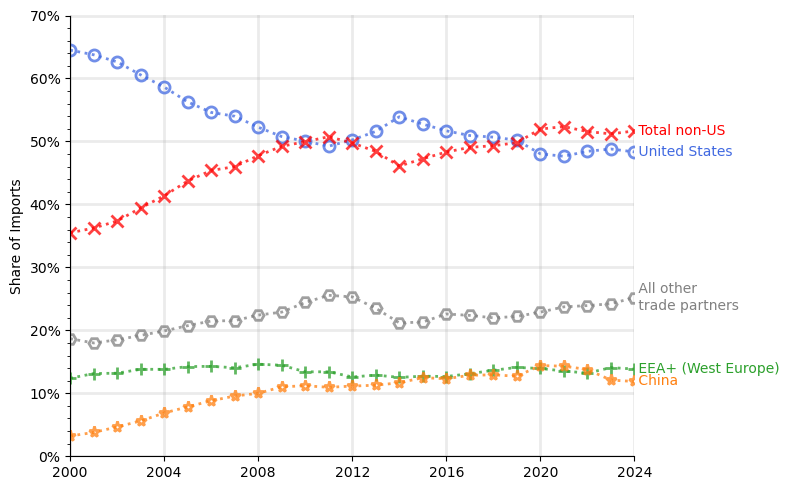 70%
60%
50%
40%
30%
20%
10%
0%
Share of Imports
2000 2004 2008 2012 2016 2020 2024
Total non-US
United States
All other
trade partners
EEA+ (West Europe)
China